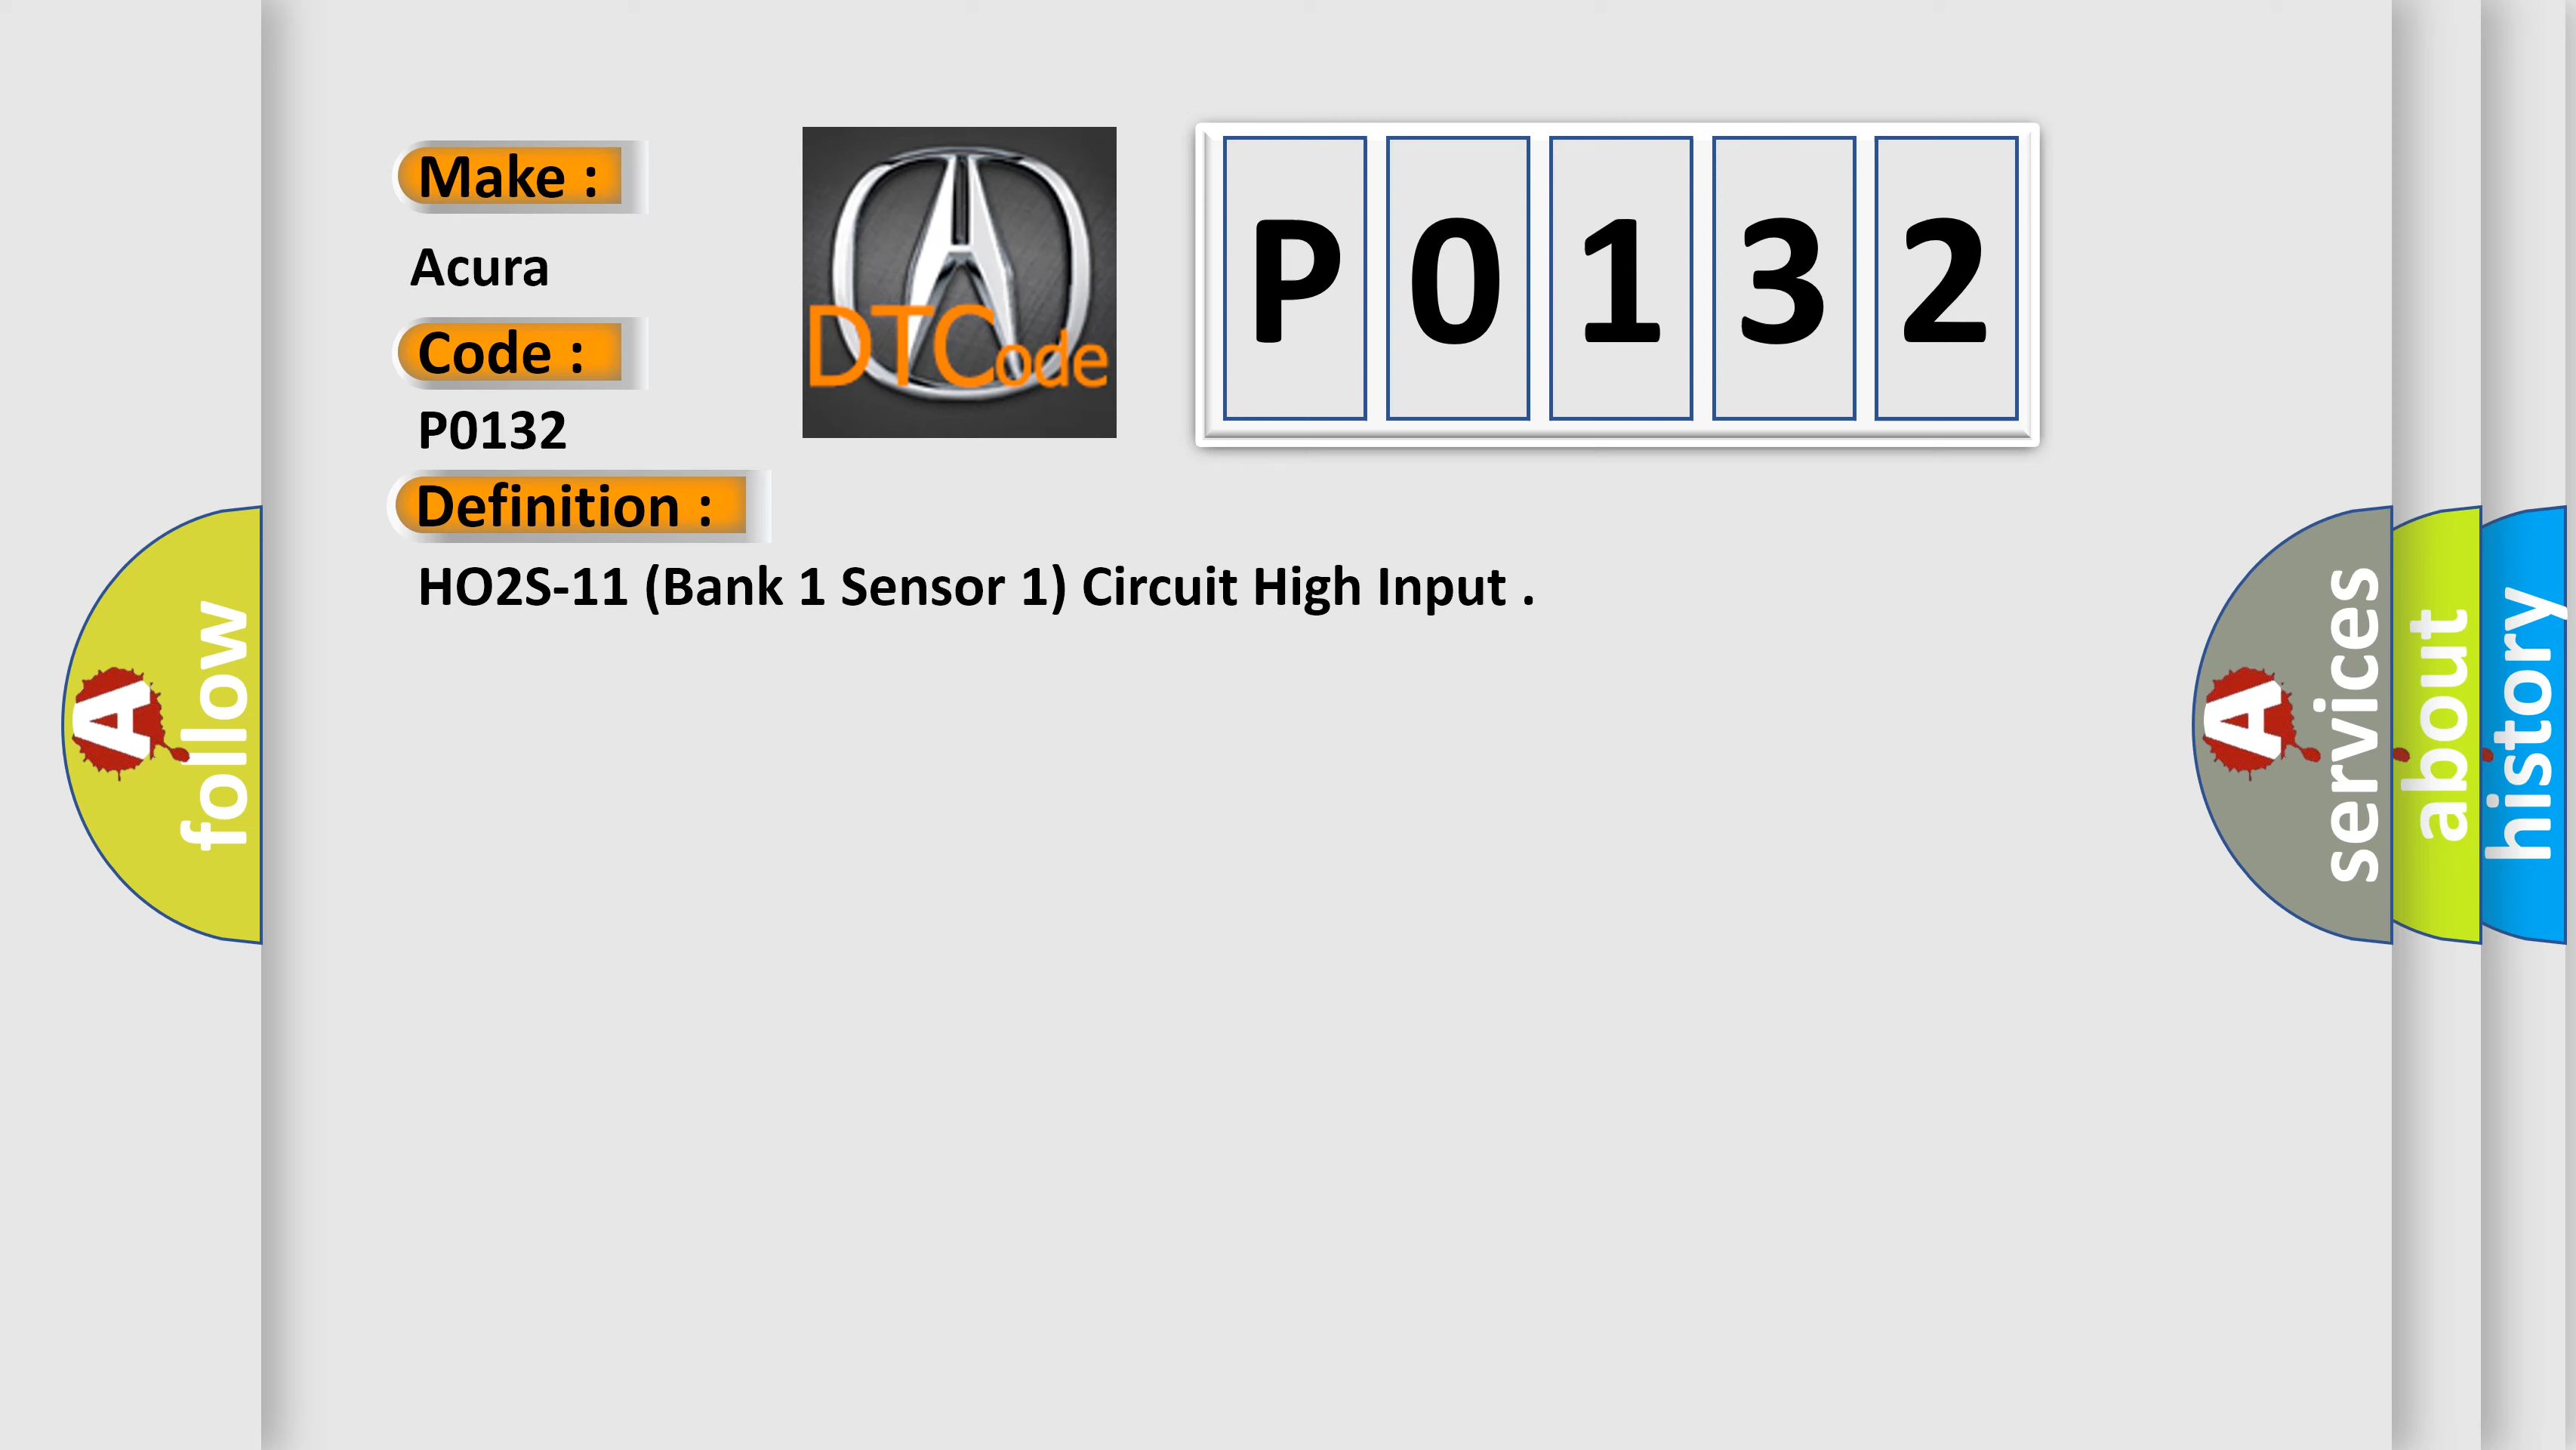 Make :
Acura
Code :
P0132
Definition :
HO2S-11 (Bank 1 Sensor 1) Circuit High Input .
DTCode
P 0 1 3 2
A
follow
A
services
about
history